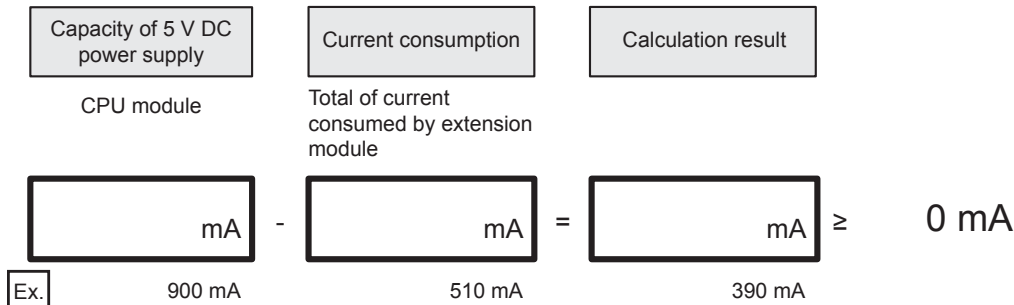 Capacity of 5 V DC
power supply
Current consumption
Calculation result
CPU module
Total of current
consumed by extension
module
mA - mA = mA ≥ 0 mA
Ex. 900 mA 510 mA 390 mA